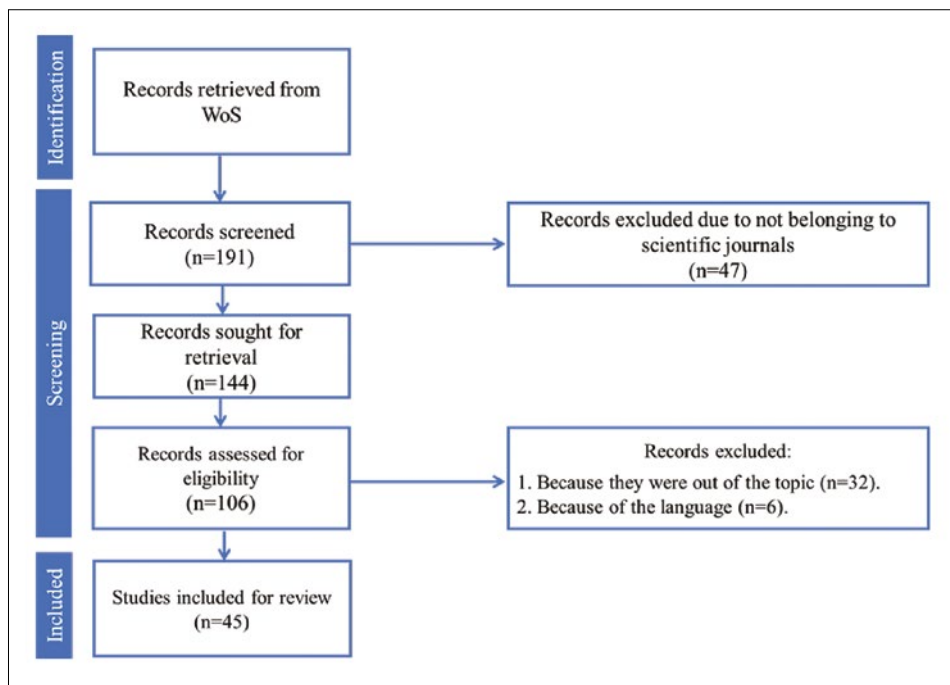 Identification
Records retrieved from
WoS
Screening
Records screened
(n=191)
Records excluded due to not belonging to
scientific journals
(n=47)
Records sought for
retrieval
(n=144)
Records assessed for
eligibility
(n=106)
Records excluded:
1. Because they were out of the topic (n=32).
2. Because of the language (n=6).
Included
Studies included for review
(n=45)